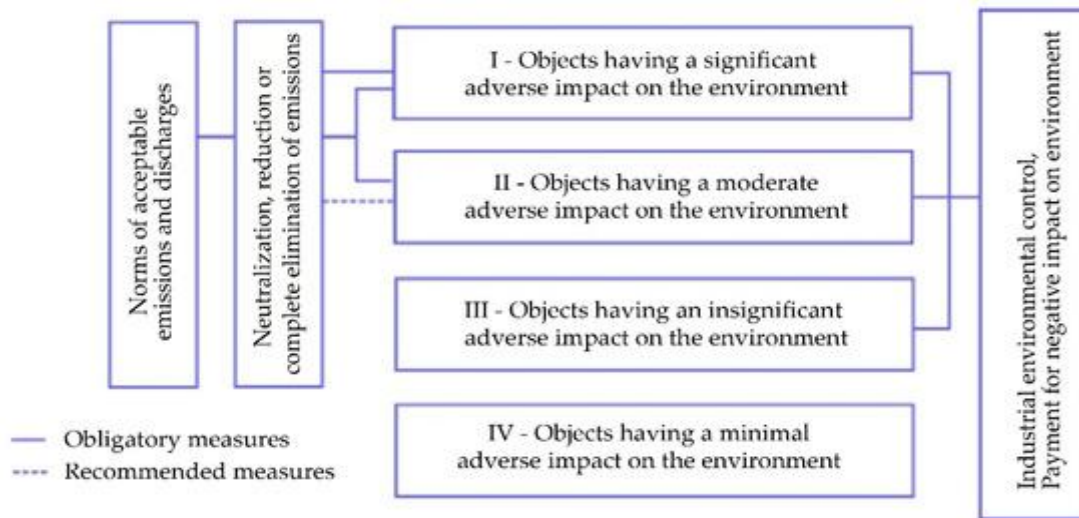 Norms of acceptable
emissions and discharges
Neutralization, reduction or
complete elimination of emissions
I - Objects having a significant
adverse impact on the environment
II - Objects having a moderate
adverse impact on the environment
III - Objects having an insignificant
adverse impact on the environment
IV - Objects having a minimal
adverse impact on the environment
Industrial environmental control,
Payment for negative impact on environment
Obligatory measures
Recommended measures